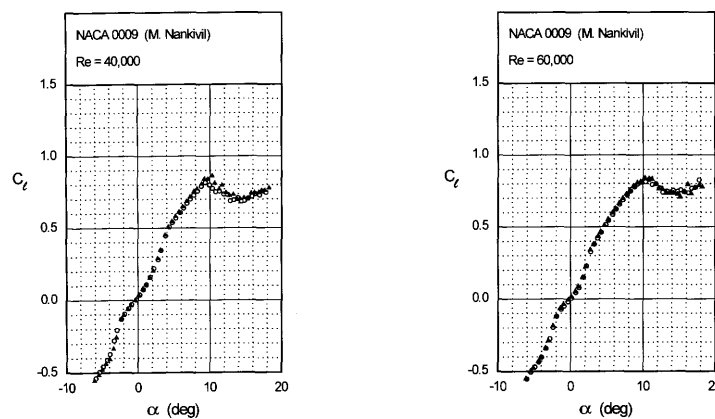 NACA 0009 (M. Nankivil)
Re = 40,000
1.5
1.0
Cℓ
0.5
0.0
-0.5
-10
0
10
20
α (deg)
NACA 0009 (M. Nankivil)
Re = 60,000
1.5
1.0
Cℓ
0.5
0.0
-0.5
-10
0
10
2
α (deg)